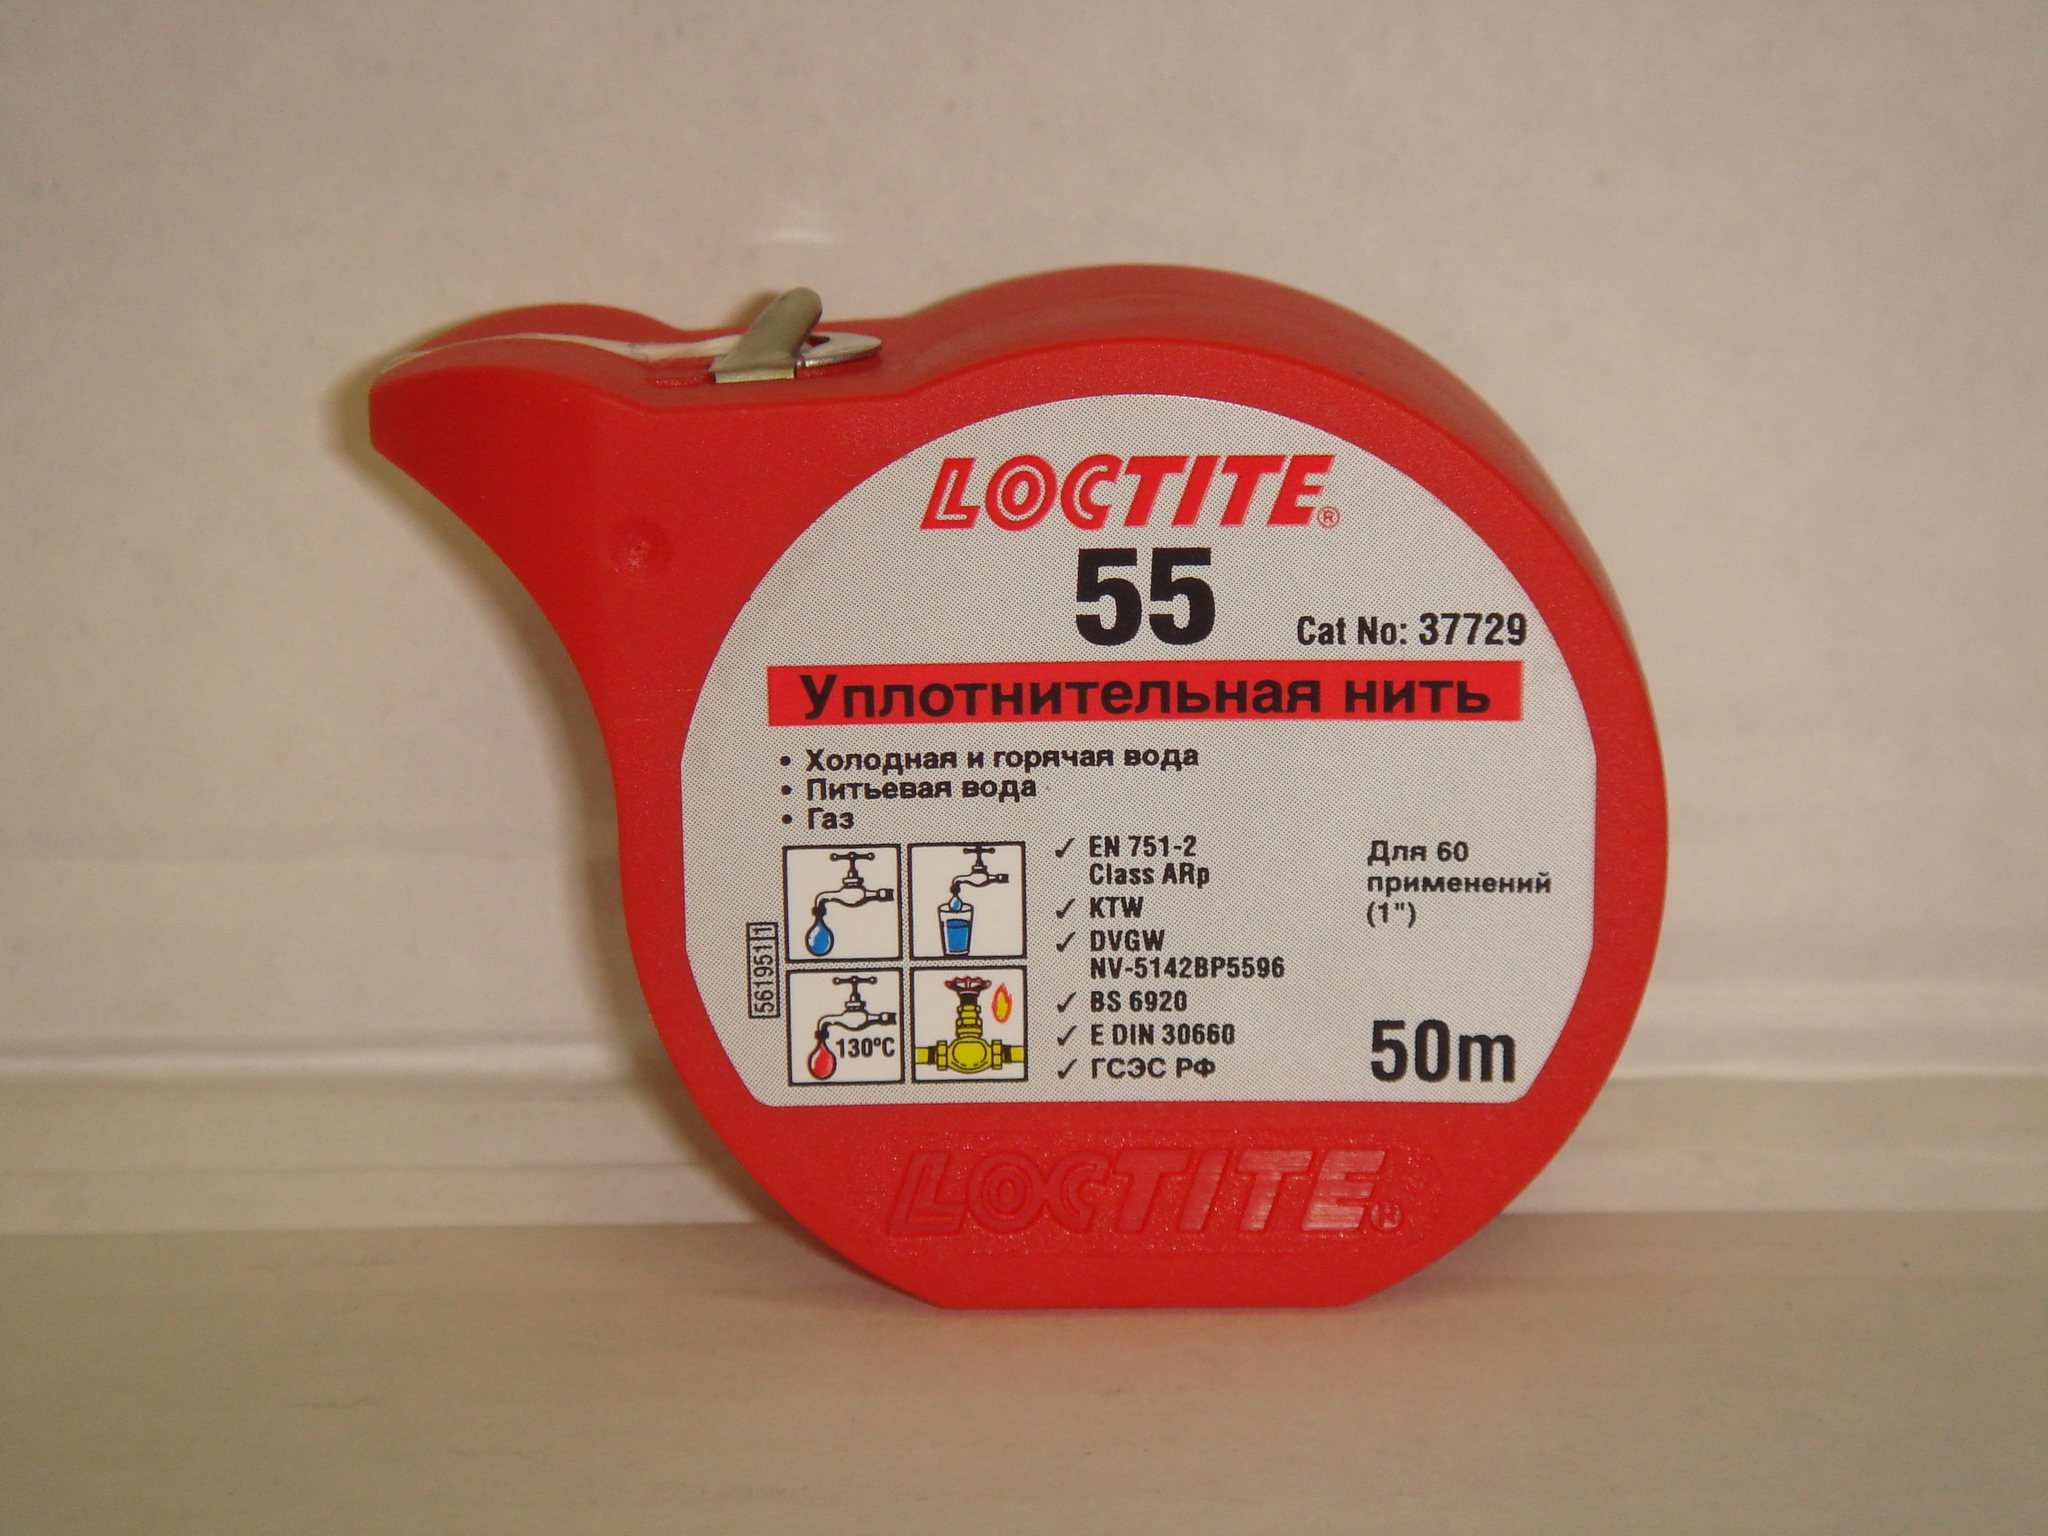 LOCTITE®
55
Cat No: 37729
Уплотнительная нить
• Холодная и горячая вода
• Питьевая вода
• Газ
✓ EN 751-2
Class ARp
✓ KTW
✓ DVGW
NV-5142BP5596
✓ BS 6920
✓ E DIN 30660
✓ ГСЭС РФ
Для 60
применений
(1")
130°C
561951 1
50m
LOCTITE®